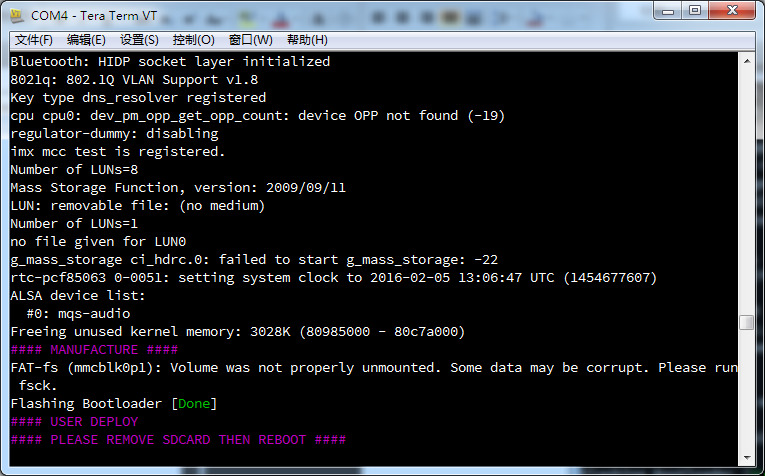 COM4 - Tera Term VT
文件(F) 编辑(E) 设置(S) 控制(O) 窗口(W) 帮助(H)
Bluetooth: HIDP socket layer initialized
8021q: 802.1Q VLAN Support v1.8
Key type dns_resolver registered
cpu cpu0: dev_pm_opp_get_opp_count: device OPP not found (-19)
regulator-dummy: disabling
imx mcc test is registered.
Number of LUNs=8
Mass Storage Function, version: 2009/09/11
LUN: removable file: (no medium)
Number of LUNs=1
no file given for LUN0
g_mass_storage ci_hdrc.0: failed to start g_mass_storage: -22
rtc-pcf85063 0-0051: setting system clock to 2016-02-05 13:06:47 UTC (1454677607)
ALSA device list:
  #0: mqs-audio
Freeing unused kernel memory: 3028K (80985000 - 80c7a000)
#### MANUFACTURE ####
FAT-fs (mmcblk0p1): Volume was not properly unmounted. Some data may be corrupt. Please run
 fsck.
Flashing Bootloader [Done]
#### USER DEPLOY
#### PLEASE REMOVE SDCARD THEN REBOOT ####